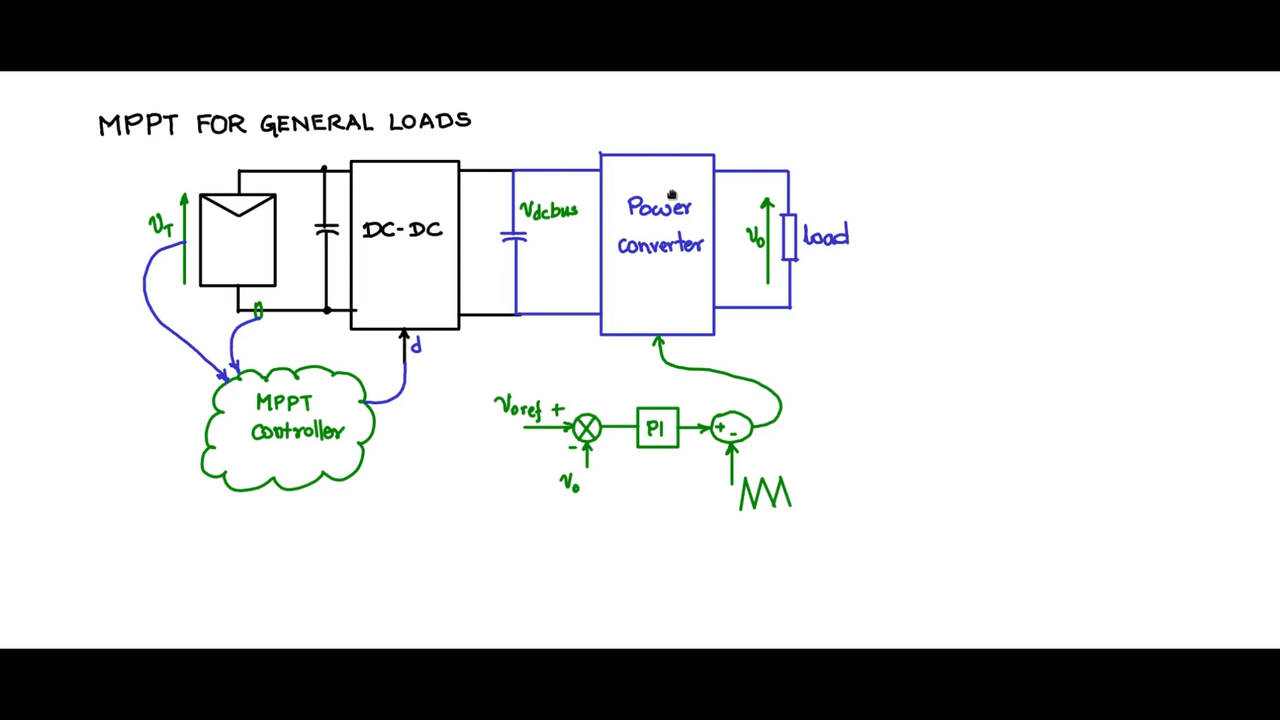 MPPT FOR GENERAL LOADS
VT
DC-DC
Vdcbus
Power
converter
Vo
Load
d
MPPT
Controller
Voref +
-
Vo
PI
+ -